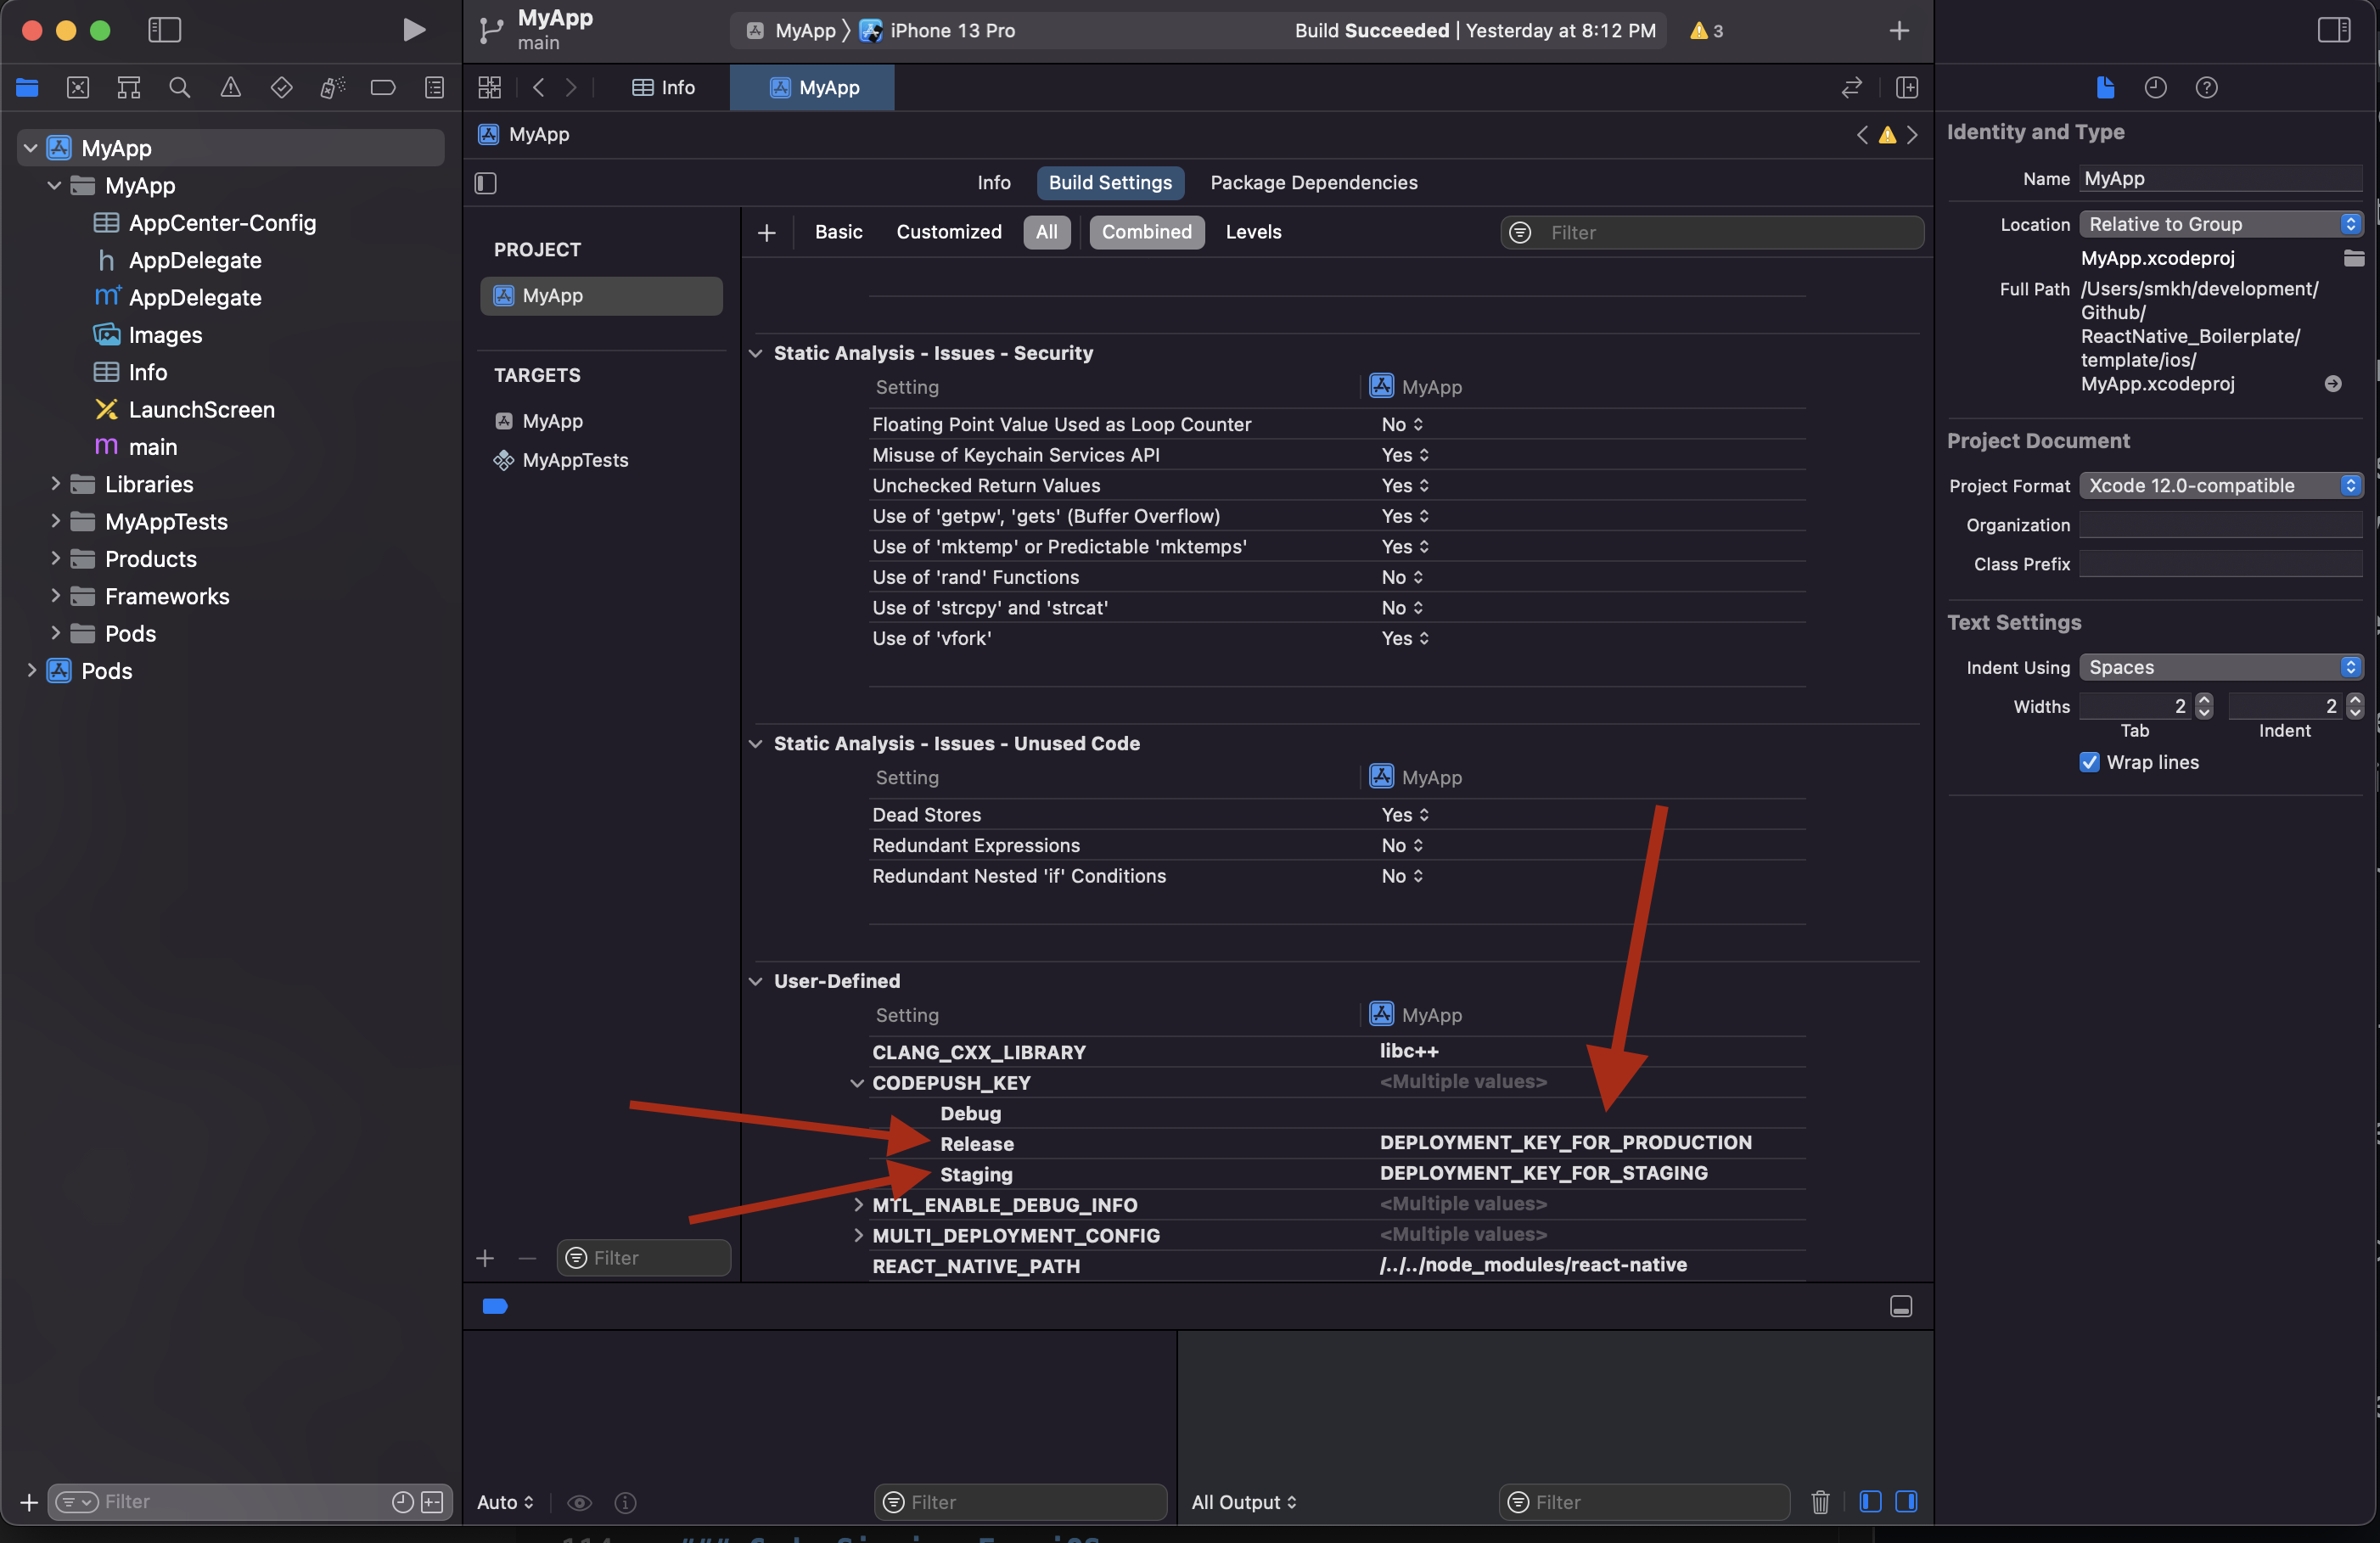 MyApp
main
MyApp
iPhone 13 Pro
Build Succeeded | Yesterday at 8:12 PM
3
Info
MyApp
MyApp
Info
Build Settings
Package Dependencies
Basic
Customized
All
Combined
Levels
Filter
MyApp
MyApp
AppCenter-Config
h AppDelegate
m+ AppDelegate
Images
Info
LaunchScreen
m main
Libraries
MyAppTests
Products
Frameworks
Pods
Pods
Filter
PROJECT
MyApp
TARGETS
MyApp
MyAppTests
Filter
Static Analysis - Issues - Security
Setting MyApp
Floating Point Value Used as Loop Counter No
Misuse of Keychain Services API Yes
Unchecked Return Values Yes
Use of 'getpw', 'gets' (Buffer Overflow) Yes
Use of 'mktemp' or Predictable 'mktemps' Yes
Use of 'rand' Functions No
Use of 'strcpy' and 'strcat' No
Use of 'vfork' Yes
Static Analysis - Issues - Unused Code
Setting MyApp
Dead Stores Yes
Redundant Expressions No
Redundant Nested 'if' Conditions No
User-Defined
Setting MyApp
CLANG_CXX_LIBRARY libc++
CODEPUSH_KEY <Multiple values>
Debug
Release DEPLOYMENT_KEY_FOR_PRODUCTION
Staging DEPLOYMENT_KEY_FOR_STAGING
MTL_ENABLE_DEBUG_INFO <Multiple values>
MULTI_DEPLOYMENT_CONFIG <Multiple values>
REACT_NATIVE_PATH /../../node_modules/react-native
Auto
Filter
All Output
Filter
Identity and Type
Name MyApp
Location Relative to Group
MyApp.xcodeproj
Full Path /Users/smkh/development/
Github/
ReactNative_Boilerplate/
template/ios/
MyApp.xcodeproj
Project Document
Project Format Xcode 12.0-compatible
Organization
Class Prefix
Text Settings
Indent Using Spaces
Widths 2 2
Tab Indent
Wrap lines